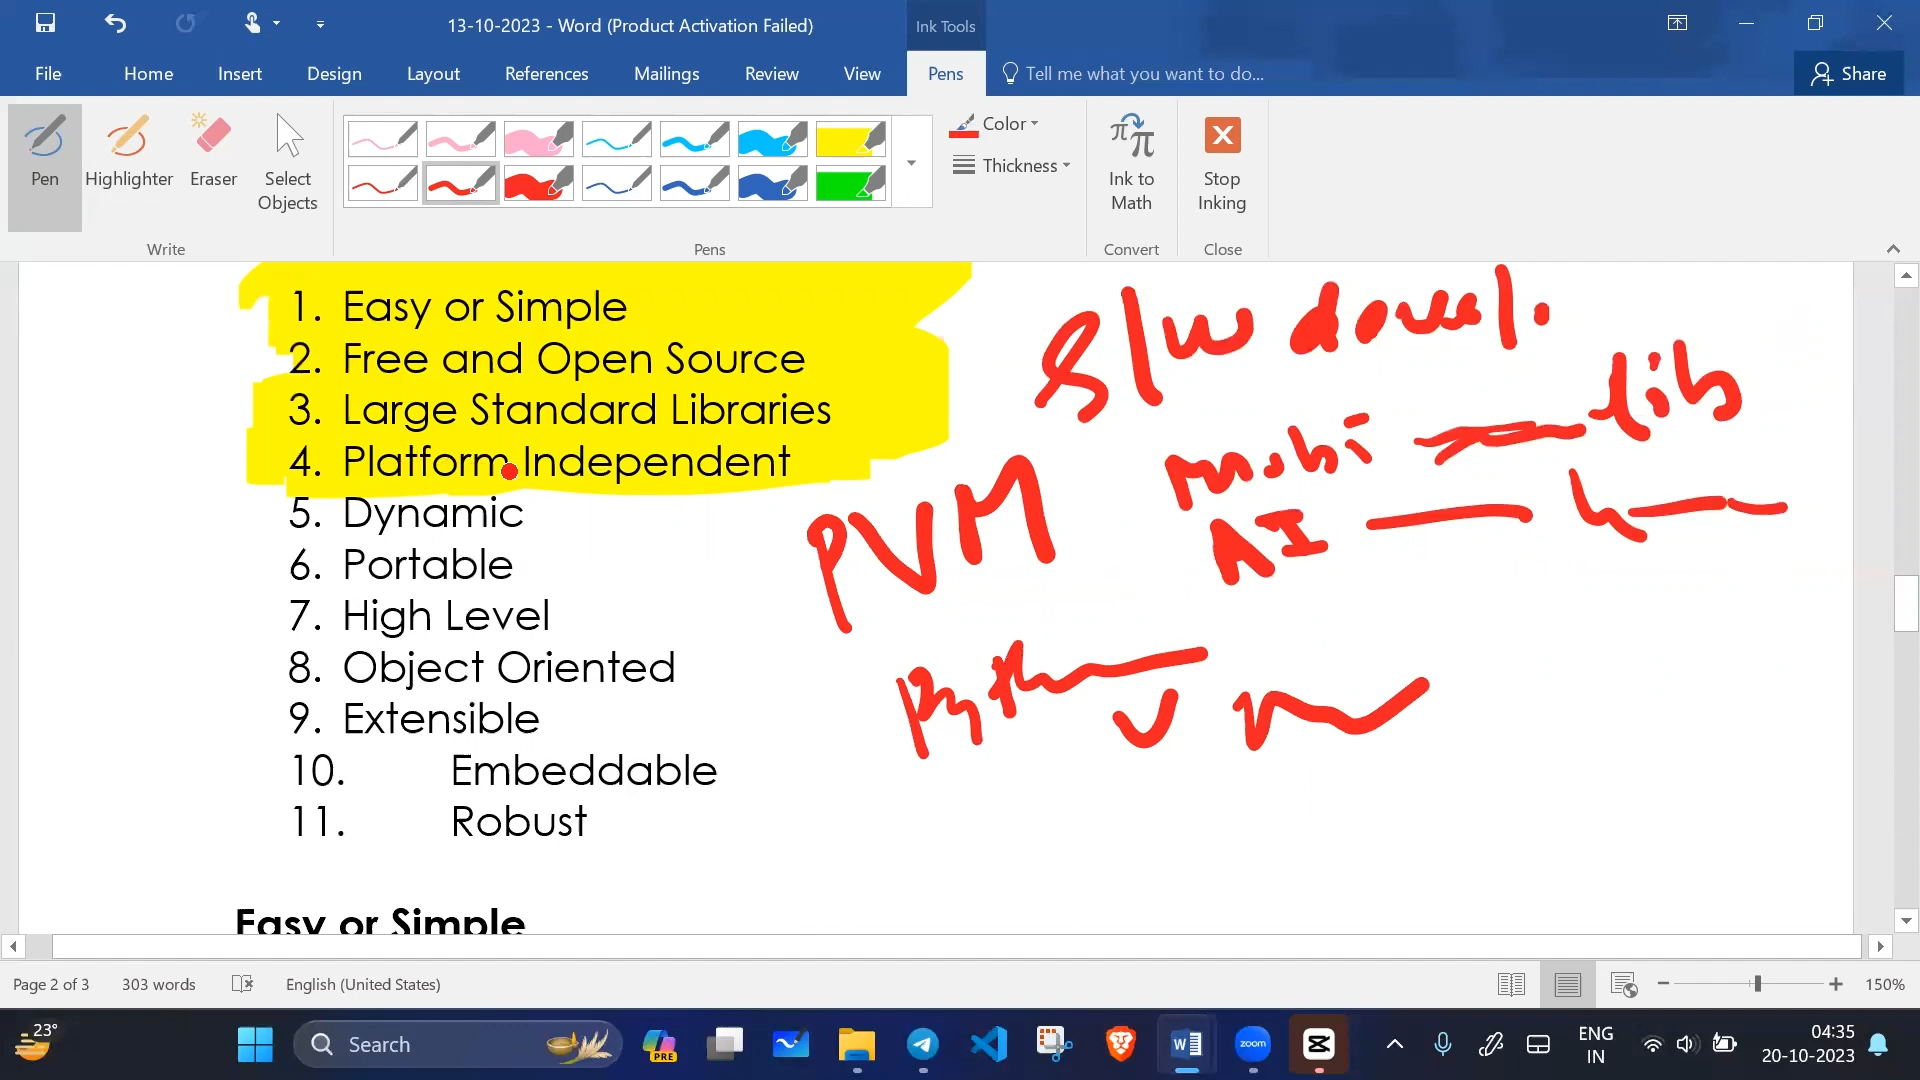 13-10-2023 - Word (Product Activation Failed)
Ink Tools
File Home Insert Design Layout References Mailings Review View Pens Tell me what you want to do... Share
Pen Highlighter Eraser Select Objects
Color
Thickness
Ink to Math
Stop Inking
Write Pens Convert Close
1. Easy or Simple
2. Free and Open Source
3. Large Standard Libraries
4. Platform Independent
5. Dynamic
6. Portable
7. High Level
8. Object Oriented
9. Extensible
10. Embeddable
11. Robust
S/W devel.
Mobi lib
AI
PVM
V
Easy or Simple
Page 2 of 3 303 words English (United States) 150%
23°
Search
PRE
zoom
ENG
IN
04:35
20-10-2023